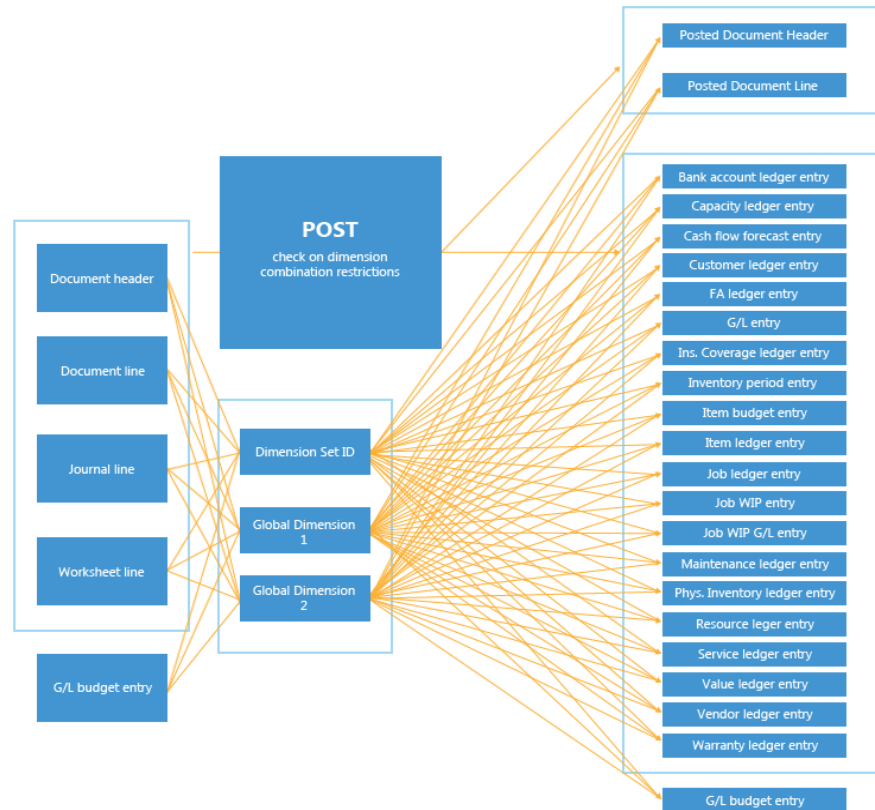 Posted Document Header
Posted Document Line
POST
check on dimension
combination restrictions
Document header
Document line
Journal line
Worksheet line
G/L budget entry
Dimension Set ID
Global Dimension
1
Global Dimension
2
Bank account ledger entry
Capacity ledger entry
Cash flow forecast entry
Customer ledger entry
FA ledger entry
G/L entry
Ins. Coverage ledger entry
Inventory period entry
Item budget entry
Item ledger entry
Job ledger entry
Job WIP entry
Job WIP G/L entry
Maintenance ledger entry
Phys. Inventory ledger entry
Resource leger entry
Service ledger entry
Value ledger entry
Vendor ledger entry
Warranty ledger entry
G/L budget entry